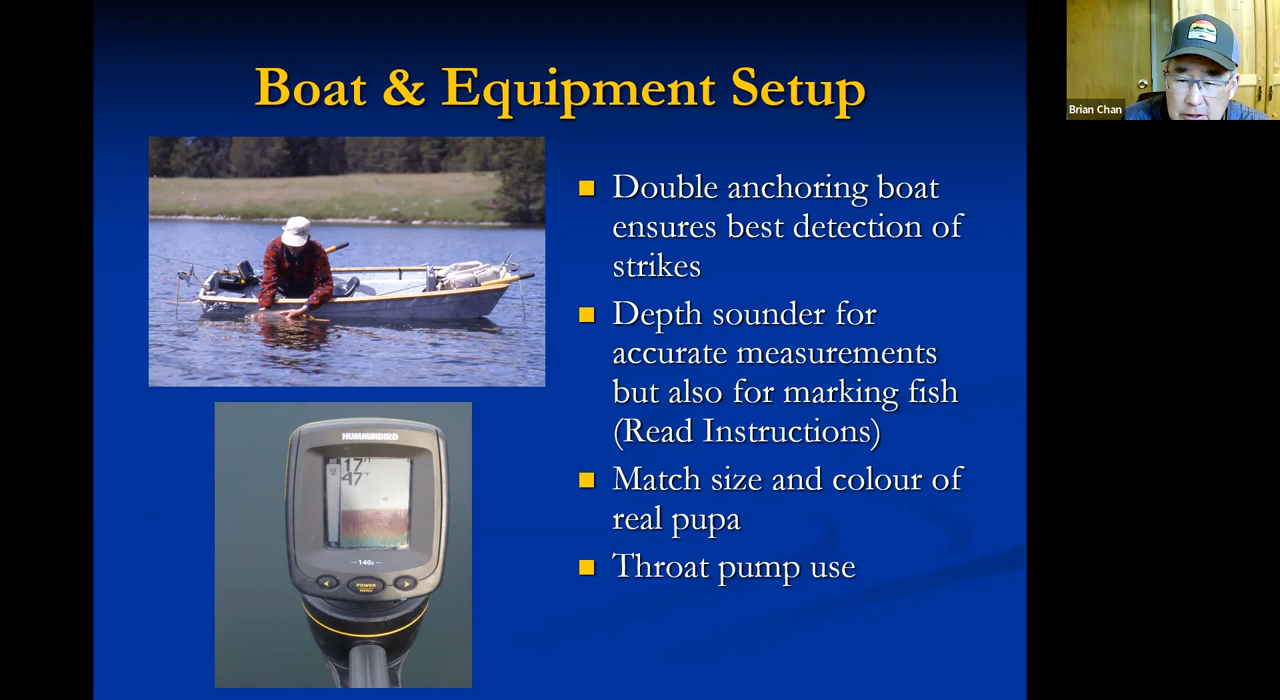 Boat & Equipment Setup
Double anchoring boat
ensures best detection of
strikes
Depth sounder for
accurate measurements
but also for marking fish
(Read Instructions)
Match size and colour of
real pupa
Throat pump use
HUMMINBIRD
17
47
140c
POWER
Brian Chan